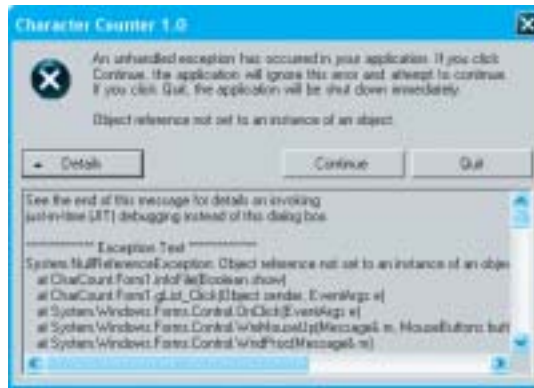 Character Counter 1.0
An unhandled exception has occurred in your application. If you click
Continue, the application will ignore this error and attempt to continue.
If you click Quit, the application will be shut down immediately.
Object reference not set to an instance of an object.
Details
Continue
Quit
See the end of this message for details on invoking
just-in-time (JIT) debugging instead of this dialog box.
************** Exception Text **************
System.NullReferenceException: Object reference not set to an instance of an objec
at CharCount.Form1.infoFile(Boolean show)
at CharCount.Form1.gList_Click(Object sender, EventArgs e)
at System.Windows.Forms.Control.OnClick(EventArgs e)
at System.Windows.Forms.Control.WmMouseUp(Message& m, MouseButtons butt
at System.Windows.Forms.Control.WndProc(Message& m)